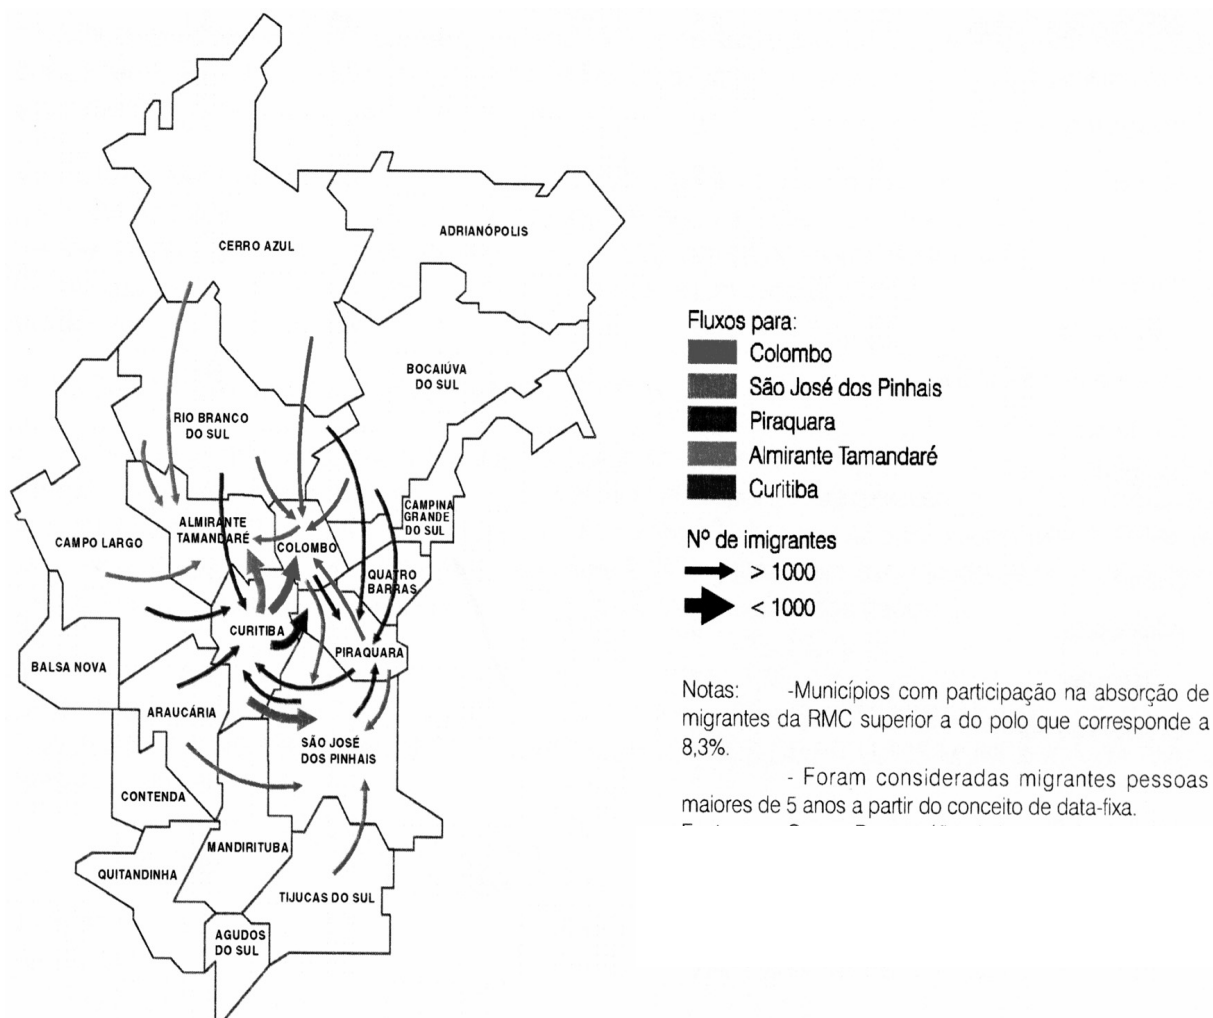 CERRO AZUL
ADRIANÓPOLIS
BOCAIÚVA
DO SUL
RIO BRANCO
DO SUL
CAMPINA
GRANDE
DO SUL
ALMIRANTE
TAMANDARÉ
CAMPO LARGO
COLOMBO
QUATRO
BARRAS
CURITIBA
PIRAQUARA
BALSA NOVA
ARAUCÁRIA
SÃO JOSÉ
DOS PINHAIS
CONTENDA
MANDIRITUBA
QUITANDINHA
TIJUCAS DO SUL
AGUDOS
DO SUL
Fluxos para:
Colombo
São José dos Pinhais
Piraquara
Almirante Tamandaré
Curitiba
Nº de imigrantes
> 1000
< 1000
Notas: -Municípios com participação na absorção de
migrantes da RMC superior a do polo que corresponde a
8,3%.
- Foram consideradas migrantes pessoas
maiores de 5 anos a partir do conceito de data-fixa.